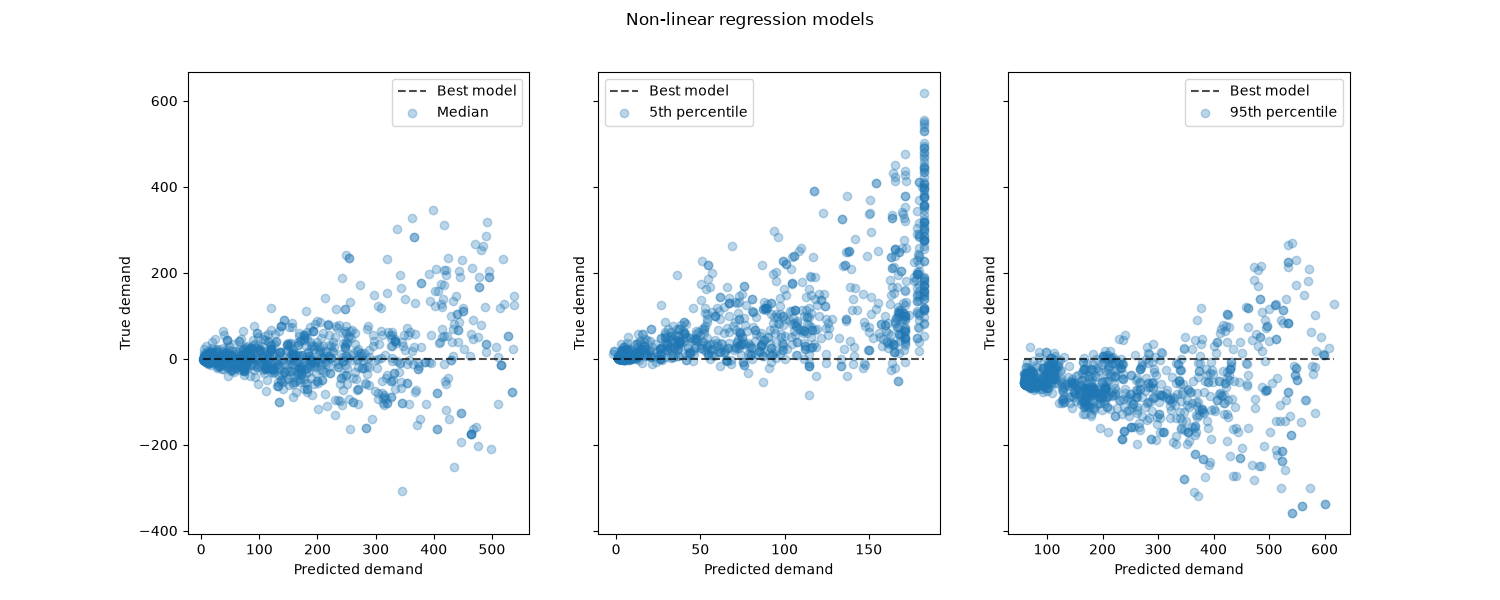 Non-linear regression models
Best model
Median
Best model
5th percentile
Best model
95th percentile
True demand
600
400
200
0
−200
−400
0 100 200 300 400 500
Predicted demand
True demand
0 50 100 150
Predicted demand
True demand
100 200 300 400 500 600
Predicted demand